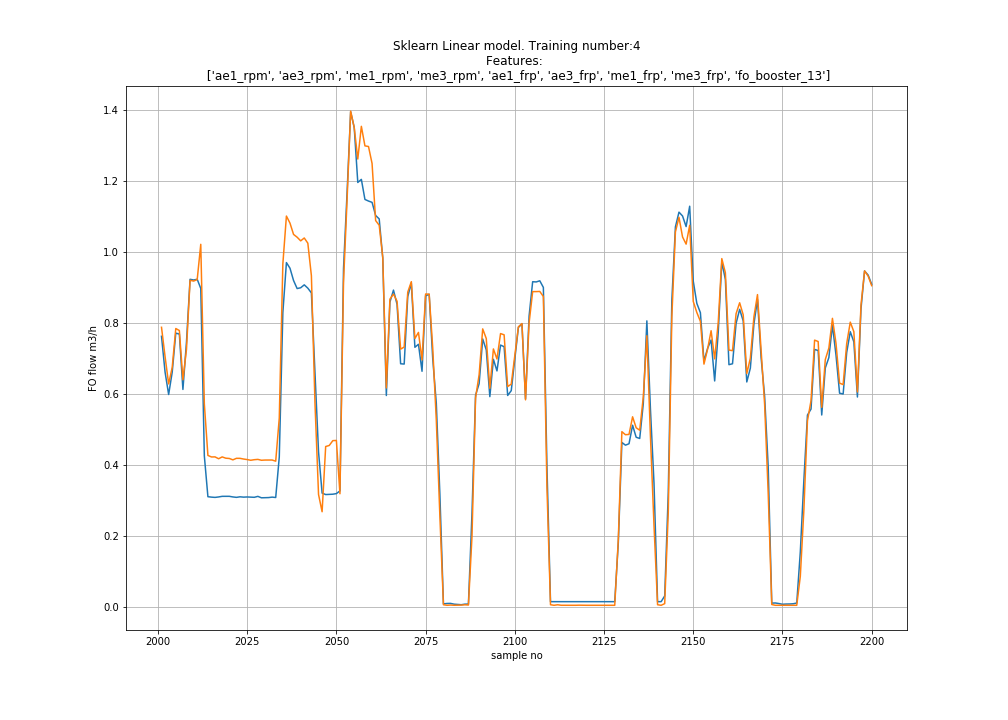 Sklearn Linear model. Training number:4
Features:
['ae1_rpm', 'ae3_rpm', 'me1_rpm', 'me3_rpm', 'ae1_frp', 'ae3_frp', 'me1_frp', 'me3_frp', 'fo_booster_13']
FO flow m3/h
1.4
1.2
1.0
0.8
0.6
0.4
0.2
0.0
2000 2025 2050 2075 2100 2125 2150 2175 2200
sample no